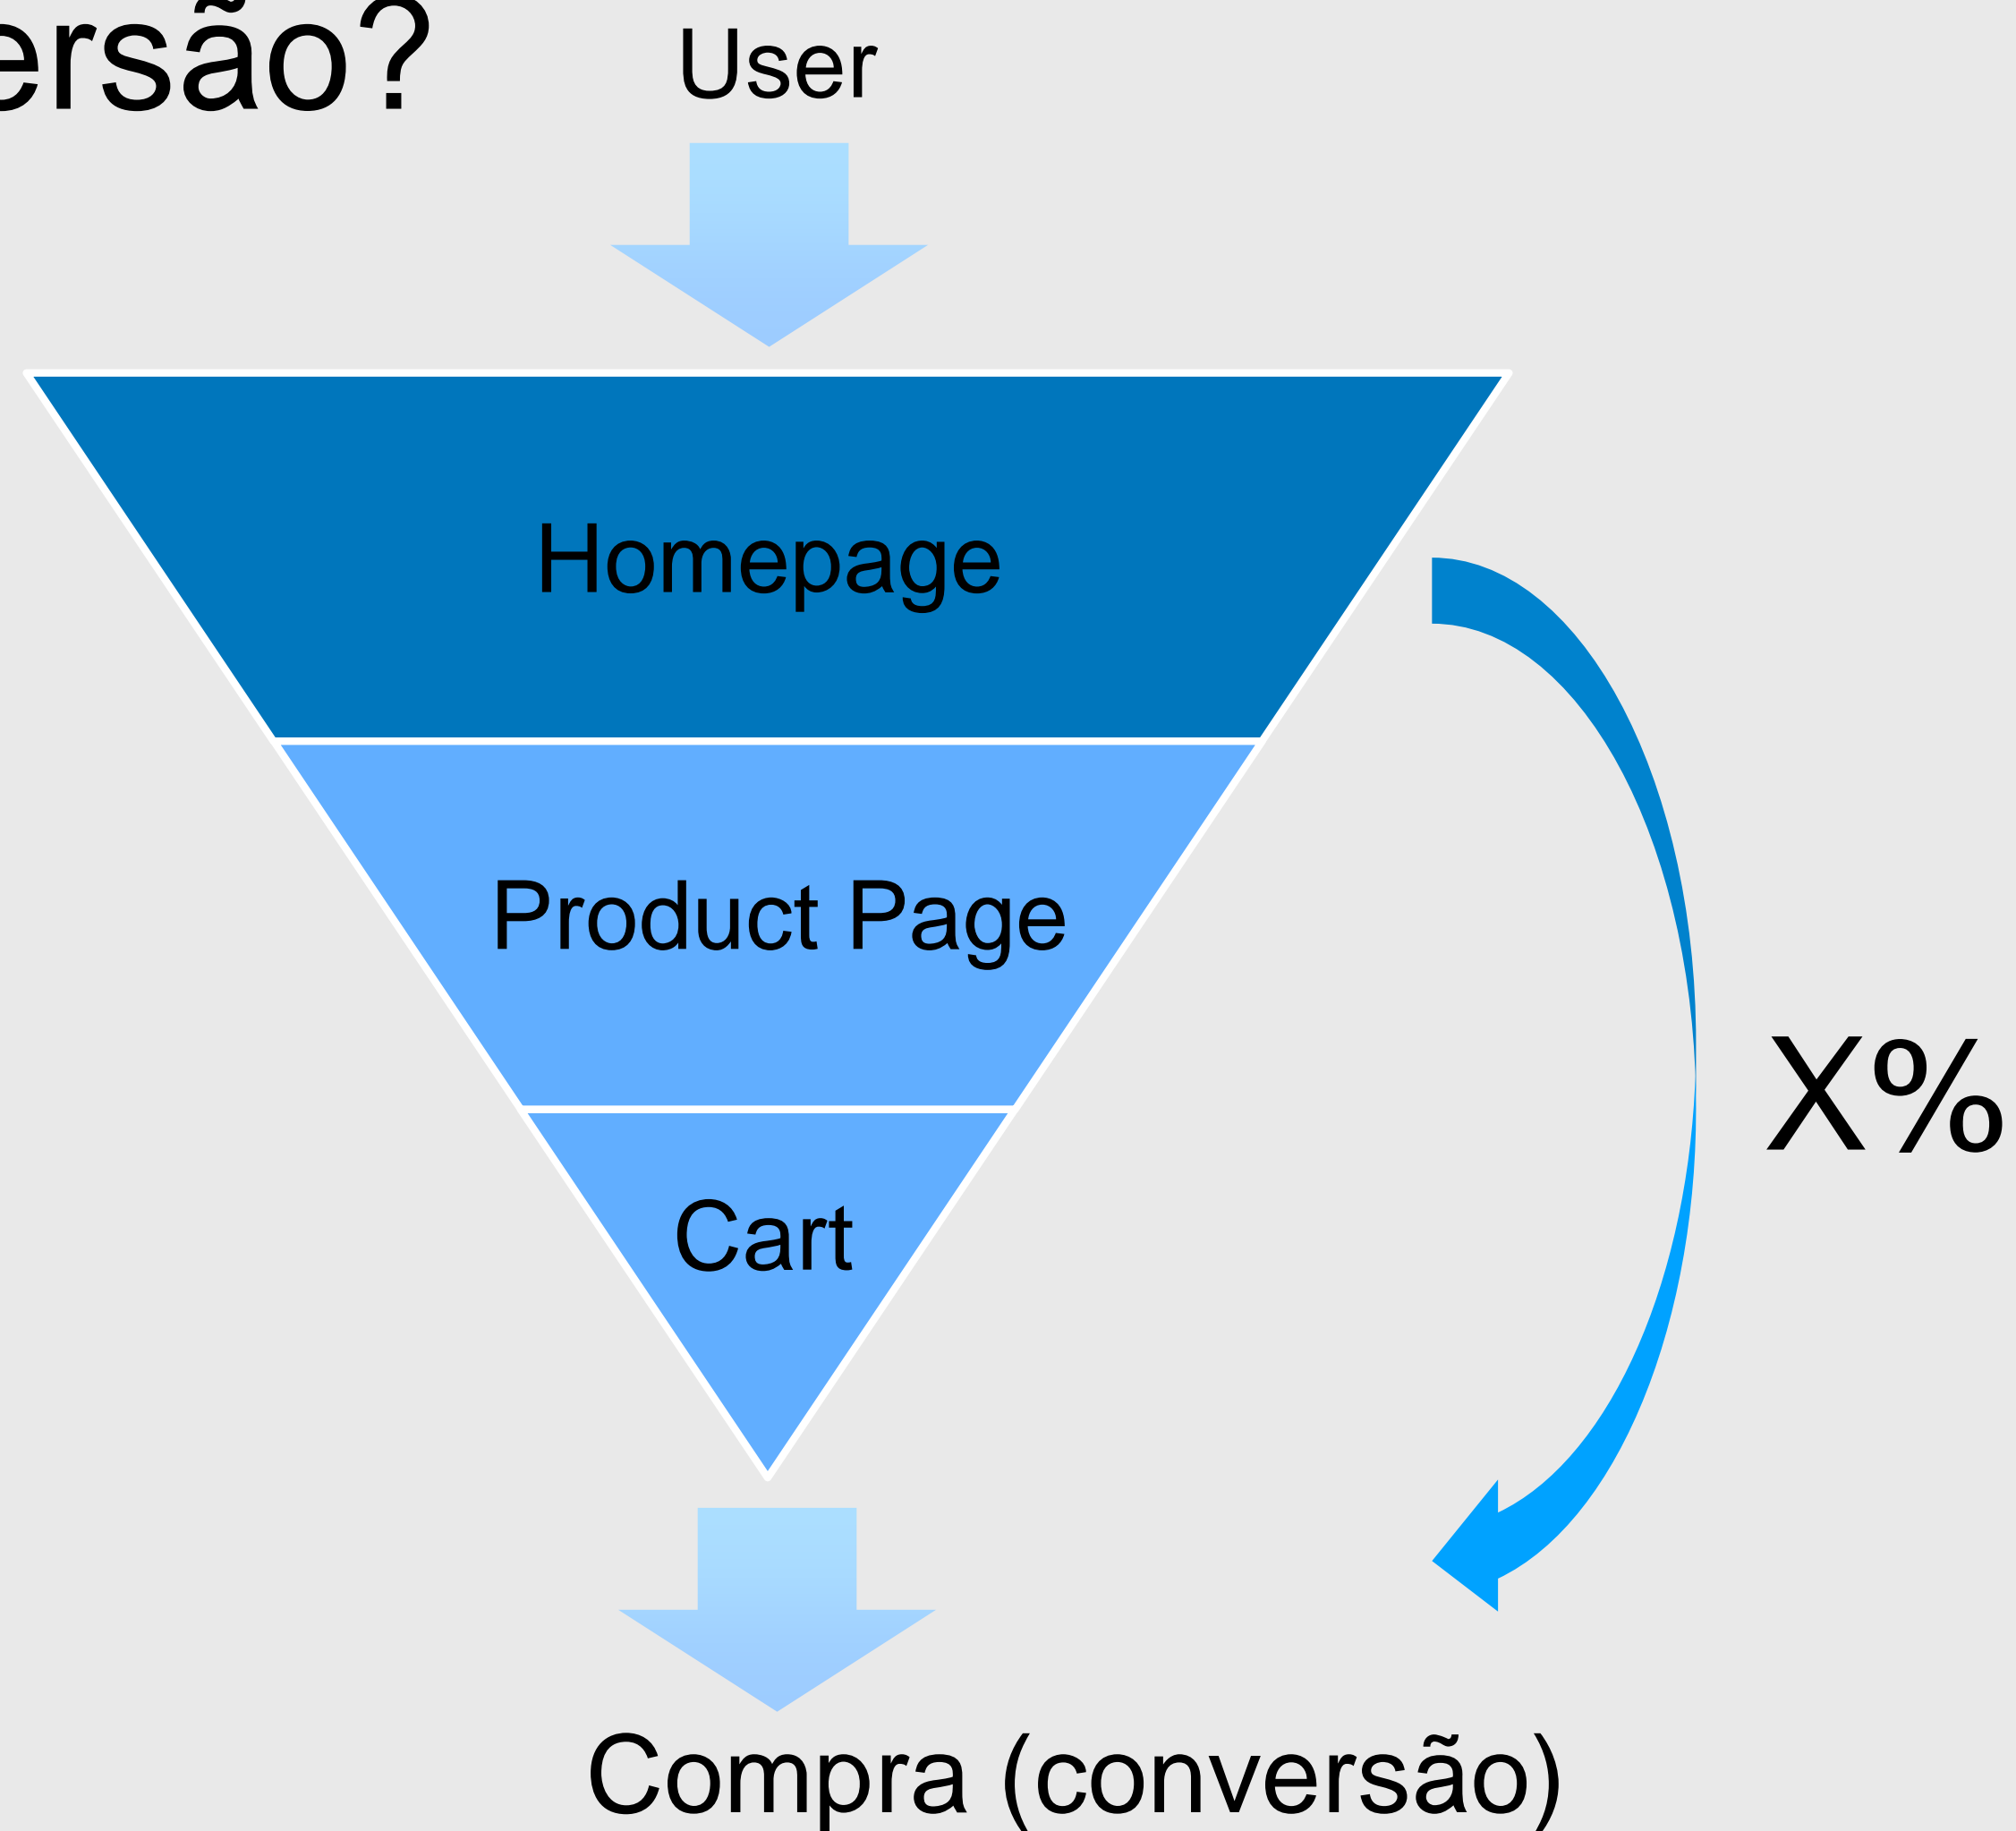 ersão?
User
Homepage
Product Page
X%
Cart
Compra (conversão)